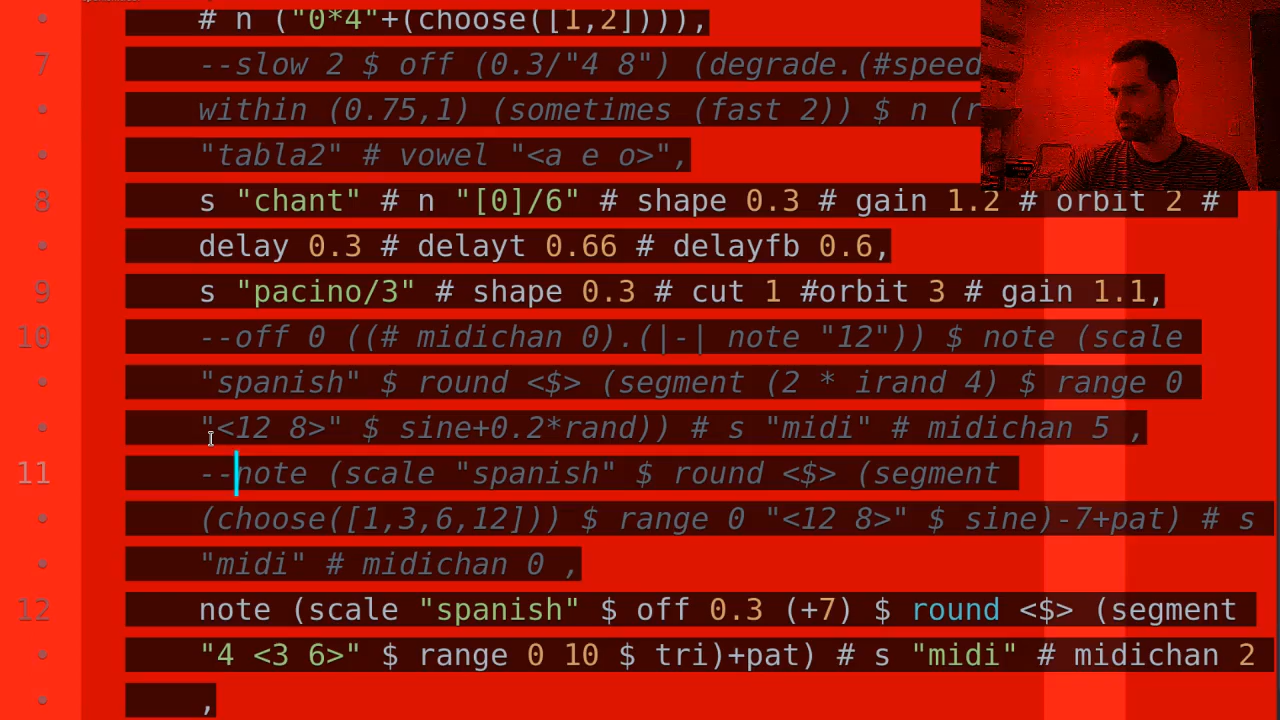 # n ("0*4"+(choose([1,2]))),
7 --slow 2 $ off (0.3/"4 8") (degrade.(#speed
within (0.75,1) (sometimes (fast 2)) $ n (
"tabla2" # vowel "<a e o>",
8 s "chant" # n "[0]/6" # shape 0.3 # gain 1.2 # orbit 2 #
delay 0.3 # delayt 0.66 # delayfb 0.6,
9 s "pacino/3" # shape 0.3 # cut 1 #orbit 3 # gain 1.1,
10 --off 0 ((# midichan 0).(|-| note "12")) $ note (scale
"spanish" $ round <$> (segment (2 * irand 4) $ range 0
"<12 8>" $ sine+0.2*rand)) # s "midi" # midichan 5 ,
11 --note (scale "spanish" $ round <$> (segment
(choose([1,3,6,12])) $ range 0 "<12 8>" $ sine)-7+pat) # s
"midi" # midichan 0 ,
12 note (scale "spanish" $ off 0.3 (+7) $ round <$> (segment
"4 <3 6>" $ range 0 10 $ tri)+pat) # s "midi" # midichan 2
,